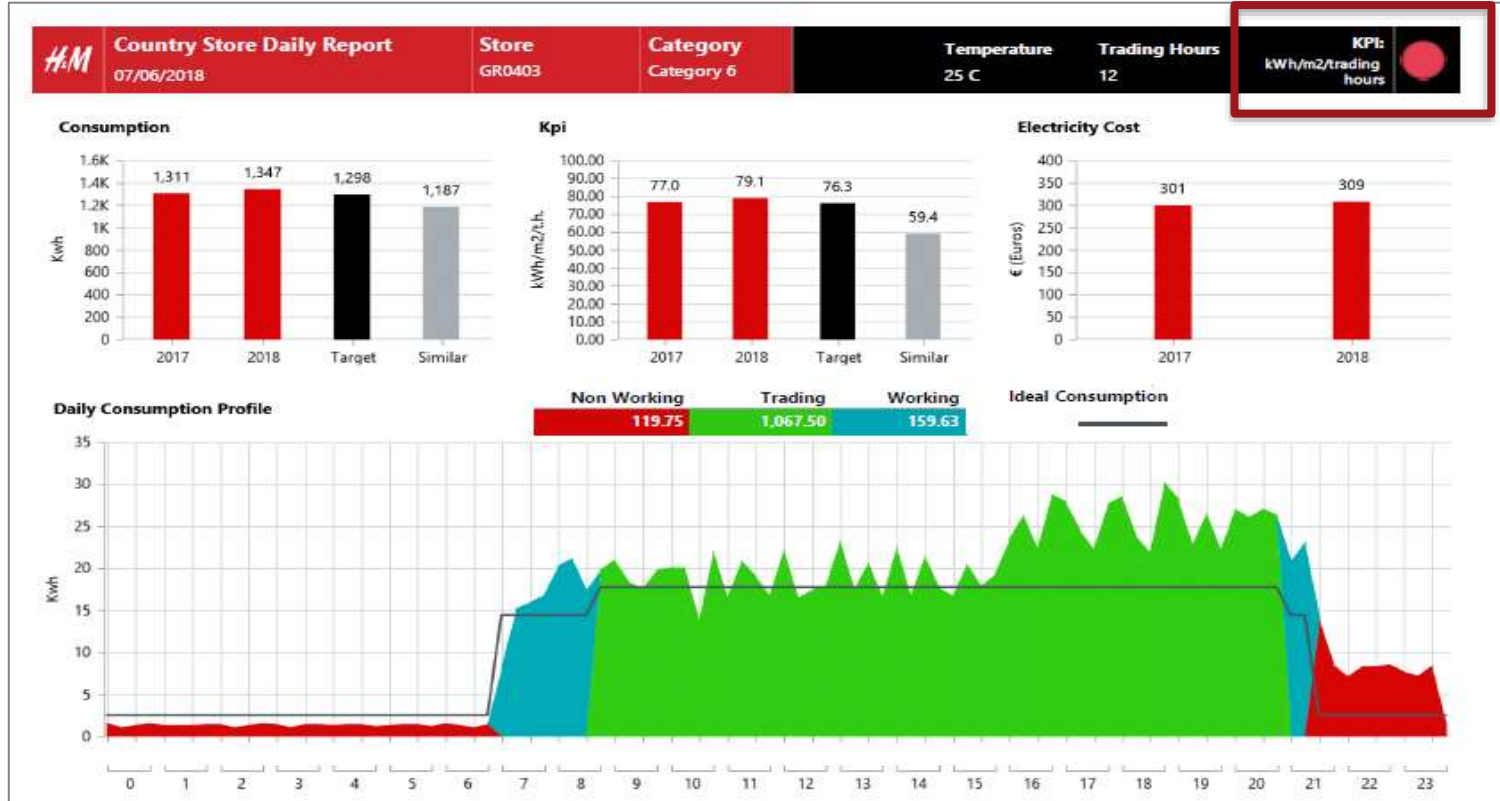 H&M
Country Store Daily Report
07/06/2018
Store
GR0403
Category
Category 6
Temperature
25 C
Trading Hours
12
KPI:
kWh/m2/trading
hours
Consumption
1.6K
1.4K
1.2K
1K
800
600
400
200
0
Kwh
1,311
1,347
1,298
1,187
2017 2018 Target Similar
Kpi
100.00
90.00
80.00
70.00
60.00
50.00
40.00
30.00
20.00
10.00
0.00
kWh/m2/t.h.
77.0
79.1
76.3
59.4
2017 2018 Target Similar
Electricity Cost
400
350
300
250
200
150
100
50
0
€ (Euros)
301
309
2017 2018
Daily Consumption Profile
Non Working Trading Working
119.75 1,067.50 159.63
Ideal Consumption
35
30
25
20
15
10
5
0
Kwh
0 1 2 3 4 5 6 7 8 9 10 11 12 13 14 15 16 17 18 19 20 21 22 23